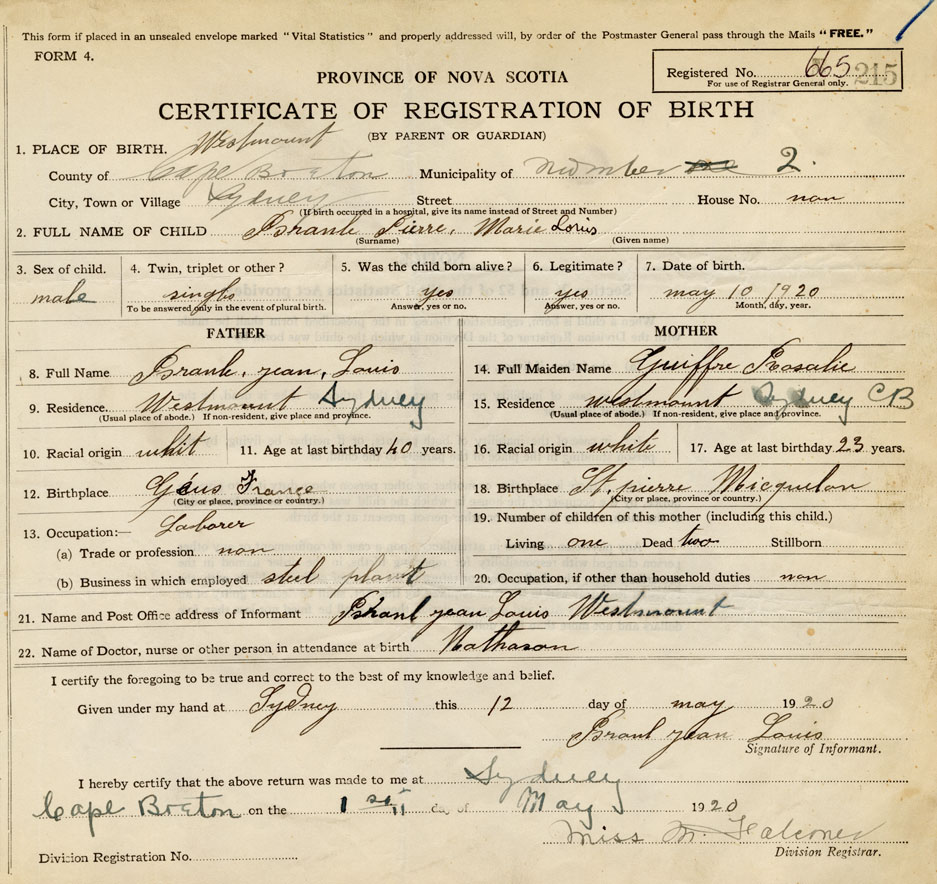 This form if placed in an unsealed envelope marked "Vital Statistics" and properly addressed will, by order of the Postmaster General pass through the Mails "FREE."
FORM 4.
Registered No. 665 215
For use of Registrar General only.
PROVINCE OF NOVA SCOTIA
CERTIFICATE OF REGISTRATION OF BIRTH
(BY PARENT OR GUARDIAN)
1. PLACE OF BIRTH. Westmount
County of Cape Breton Municipality of number 2.
City, Town or Village Sydney Street House No. non
(If birth occurred in a hospital, give its name instead of Street and Number)
2. FULL NAME OF CHILD Pierre, Marie Louis
(Surname) (Given name)
3. Sex of child. 4. Twin, triplet or other? 5. Was the child born alive? 6. Legitimate? 7. Date of birth.
male yes yes may 10 1920
To be answered only in the event of plural birth. Answer, yes or no. Answer, yes or no. Month, day, year.
FATHER MOTHER
8. Full Name jean, Louis 14. Full Maiden Name Guiffre Rosalie
9. Residence. Westmount Sydney 15. Residence westmount Sydney CB
(Usual place of abode.) If non-resident, give place and province. (Usual place of abode.) If non-resident, give place and province.
10. Racial origin whit 11. Age at last birthday 40 years. 16. Racial origin white 17. Age at last birthday 23 years.
12. Birthplace France 18. Birthplace St. pierre Micquelon
(City or place, province or country.) (City or place, province or country.)
13. Occupation:— Laborer 19. Number of children of this mother (including this child.)
(a) Trade or profession non Living one Dead two Stillborn
(b) Business in which employed steel plant 20. Occupation, if other than household duties non
21. Name and Post Office address of Informant jean Louis Westmount
22. Name of Doctor, nurse or other person in attendance at birth Nathason
I certify the foregoing to be true and correct to the best of my knowledge and belief.
Given under my hand at Sydney this 12 day of may 1920
jean Louis
Signature of Informant.
I hereby certify that the above return was made to me at Sydney
Cape Breton on the day of May 1920
Miss M. Falconer
Division Registration No. Division Registrar.